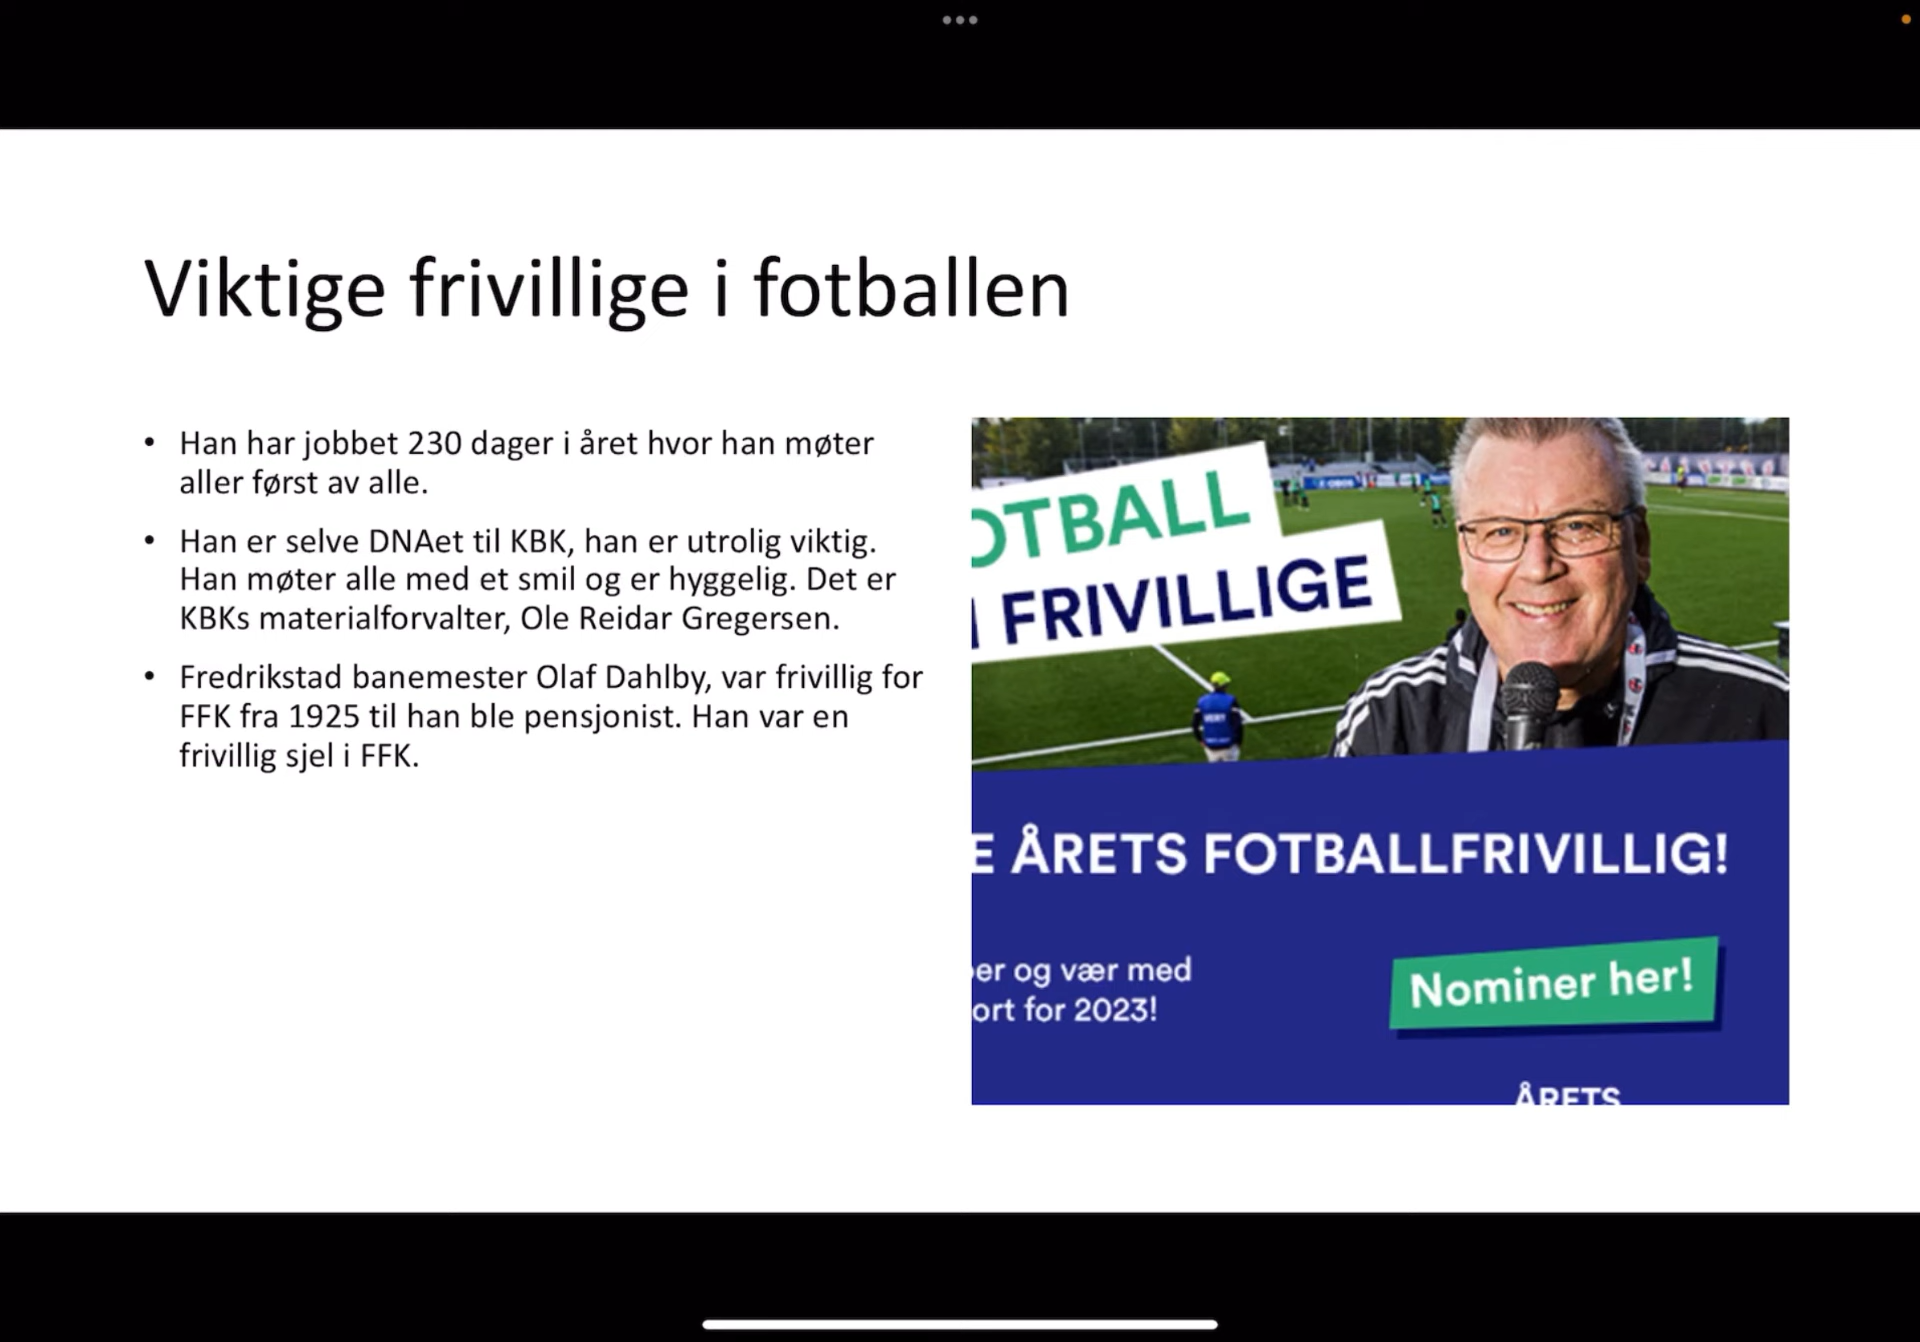 Viktige frivillige i fotballen
• Han har jobbet 230 dager i året hvor han møter
aller først av alle.
• Han er selve DNAet til KBK, han er utrolig viktig.
Han møter alle med et smil og er hyggelig. Det er
KBKs materialforvalter, Ole Reidar Gregersen.
• Fredrikstad banemester Olaf Dahlby, var frivillig for
FFK fra 1925 til han ble pensjonist. Han var en
frivillig sjel i FFK.
OTBALL
FRIVILLIGE
E ÅRETS FOTBALLFRIVILLIG!
er og vær med
ort for 2023!
Nominer her!
ÅRETS